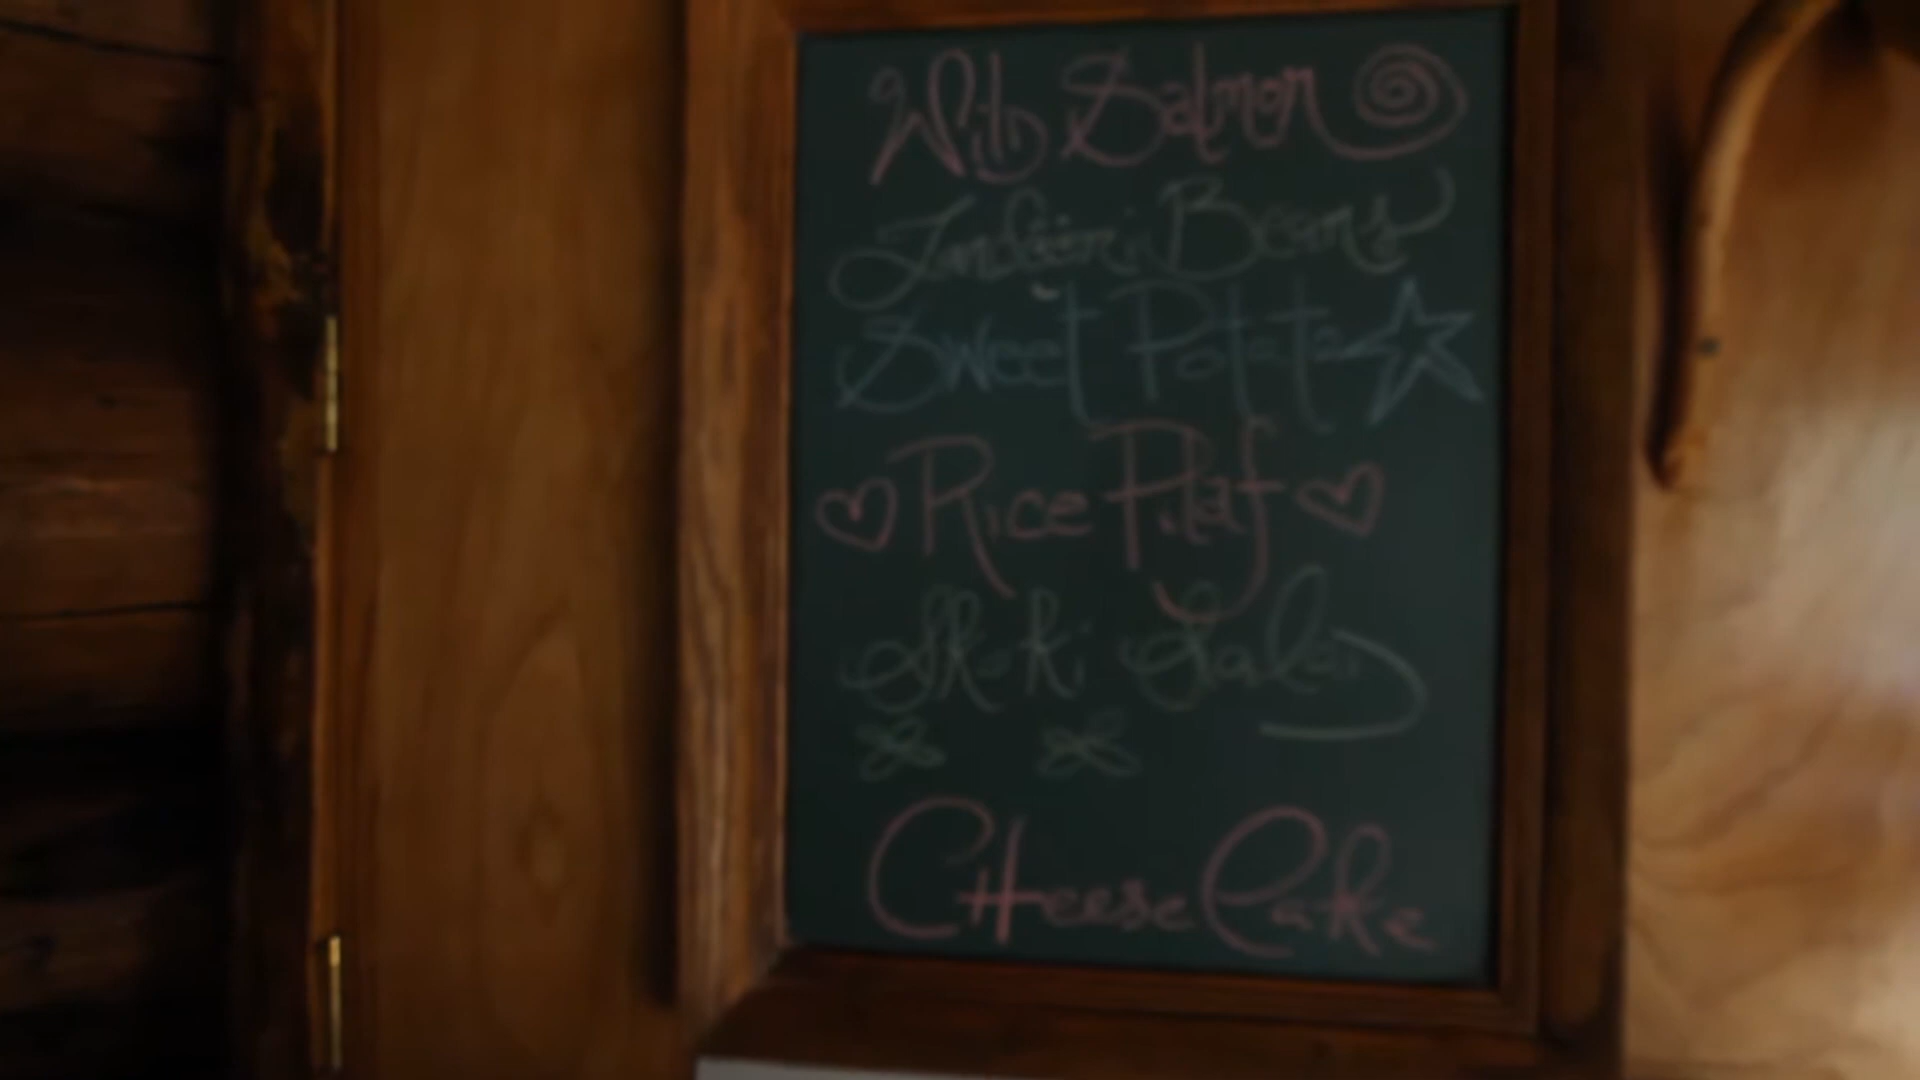 Wild Salmon
Beans
Sweet Potato
Rice Pilaf
Salad
Cheese Cake